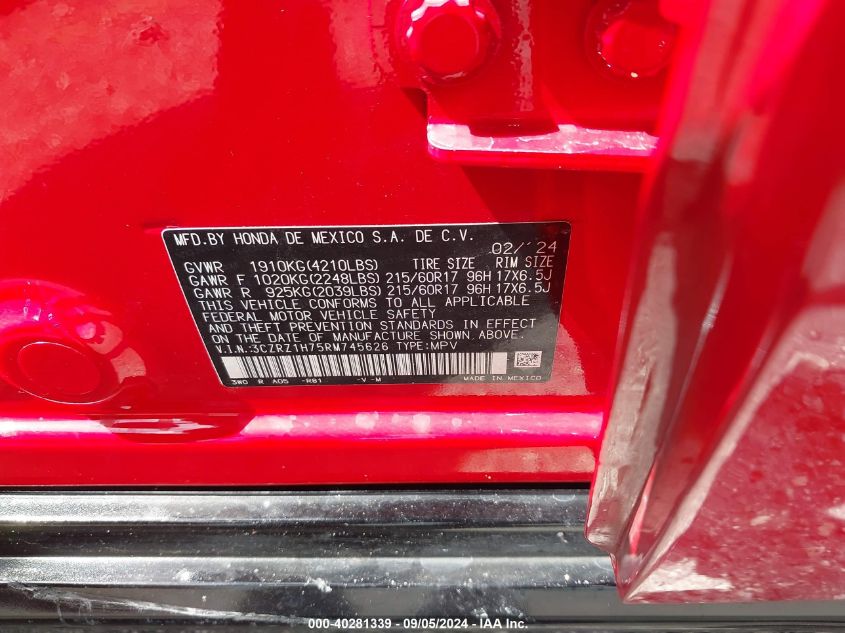 MFD.BY HONDA DE MEXICO S.A. DE C.V. 02/'24
GVWR 1910KG(4210LBS) TIRE SIZE RIM SIZE
GAWR F 1020KG(2248LBS) 215/60R17 96H 17X6.5J
GAWR R 925KG(2039LBS) 215/60R17 96H 17X6.5J
THIS VEHICLE CONFORMS TO ALL APPLICABLE
FEDERAL MOTOR VEHICLE SAFETY
AND THEFT PREVENTION STANDARDS IN EFFECT
ON THE DATE OF MANUFACTURE SHOWN ABOVE.
V.I.N.:3CZRZ1H75RM745626 TYPE:MPV
3W0 R A05 -RB1 -V-M MADE IN MEXICO
000-40281339 - 09/05/2024 - IAA Inc.